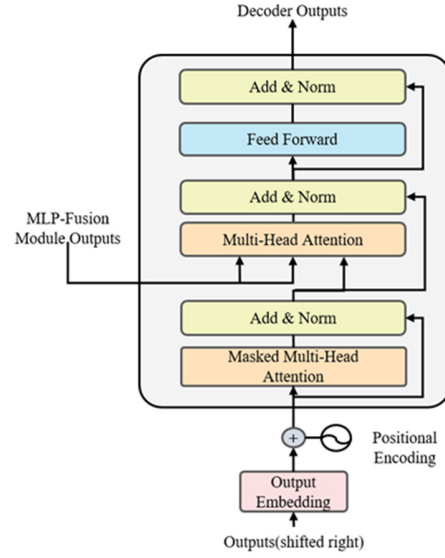 Decoder Outputs
Add & Norm
Feed Forward
Add & Norm
MLP-Fusion
Module Outputs
Multi-Head Attention
Add & Norm
Masked Multi-Head
Attention
+
Positional
Encoding
Output
Embedding
Outputs(shifted right)